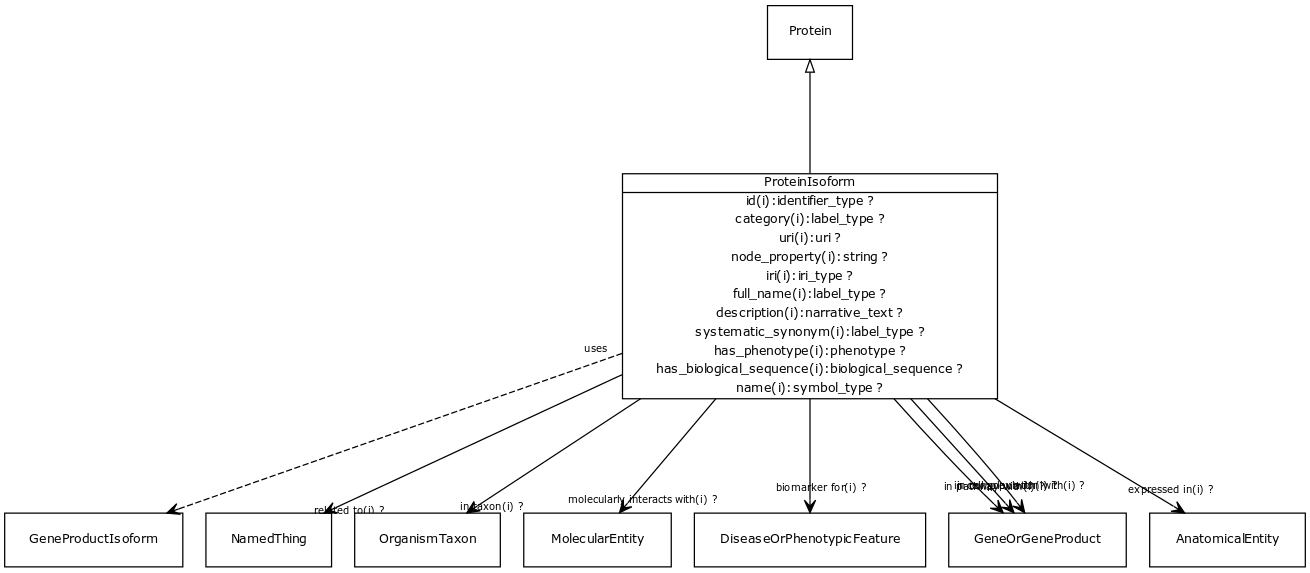 Protein
ProteinIsoform
id(i):identifier_type ?
category(i):label_type ?
uri(i):uri ?
node_property(i):string ?
iri(i):iri_type ?
full_name(i):label_type ?
description(i):narrative_text ?
systematic_synonym(i):label_type ?
has_phenotype(i):phenotype ?
has_biological_sequence(i):biological_sequence ?
name(i):symbol_type ?
uses
related to(i) ?
in taxon(i) ?
molecularly interacts with(i) ?
biomarker for(i) ?
expressed in(i) ?
GeneProductIsoform
NamedThing
OrganismTaxon
MolecularEntity
DiseaseOrPhenotypicFeature
GeneOrGeneProduct
AnatomicalEntity